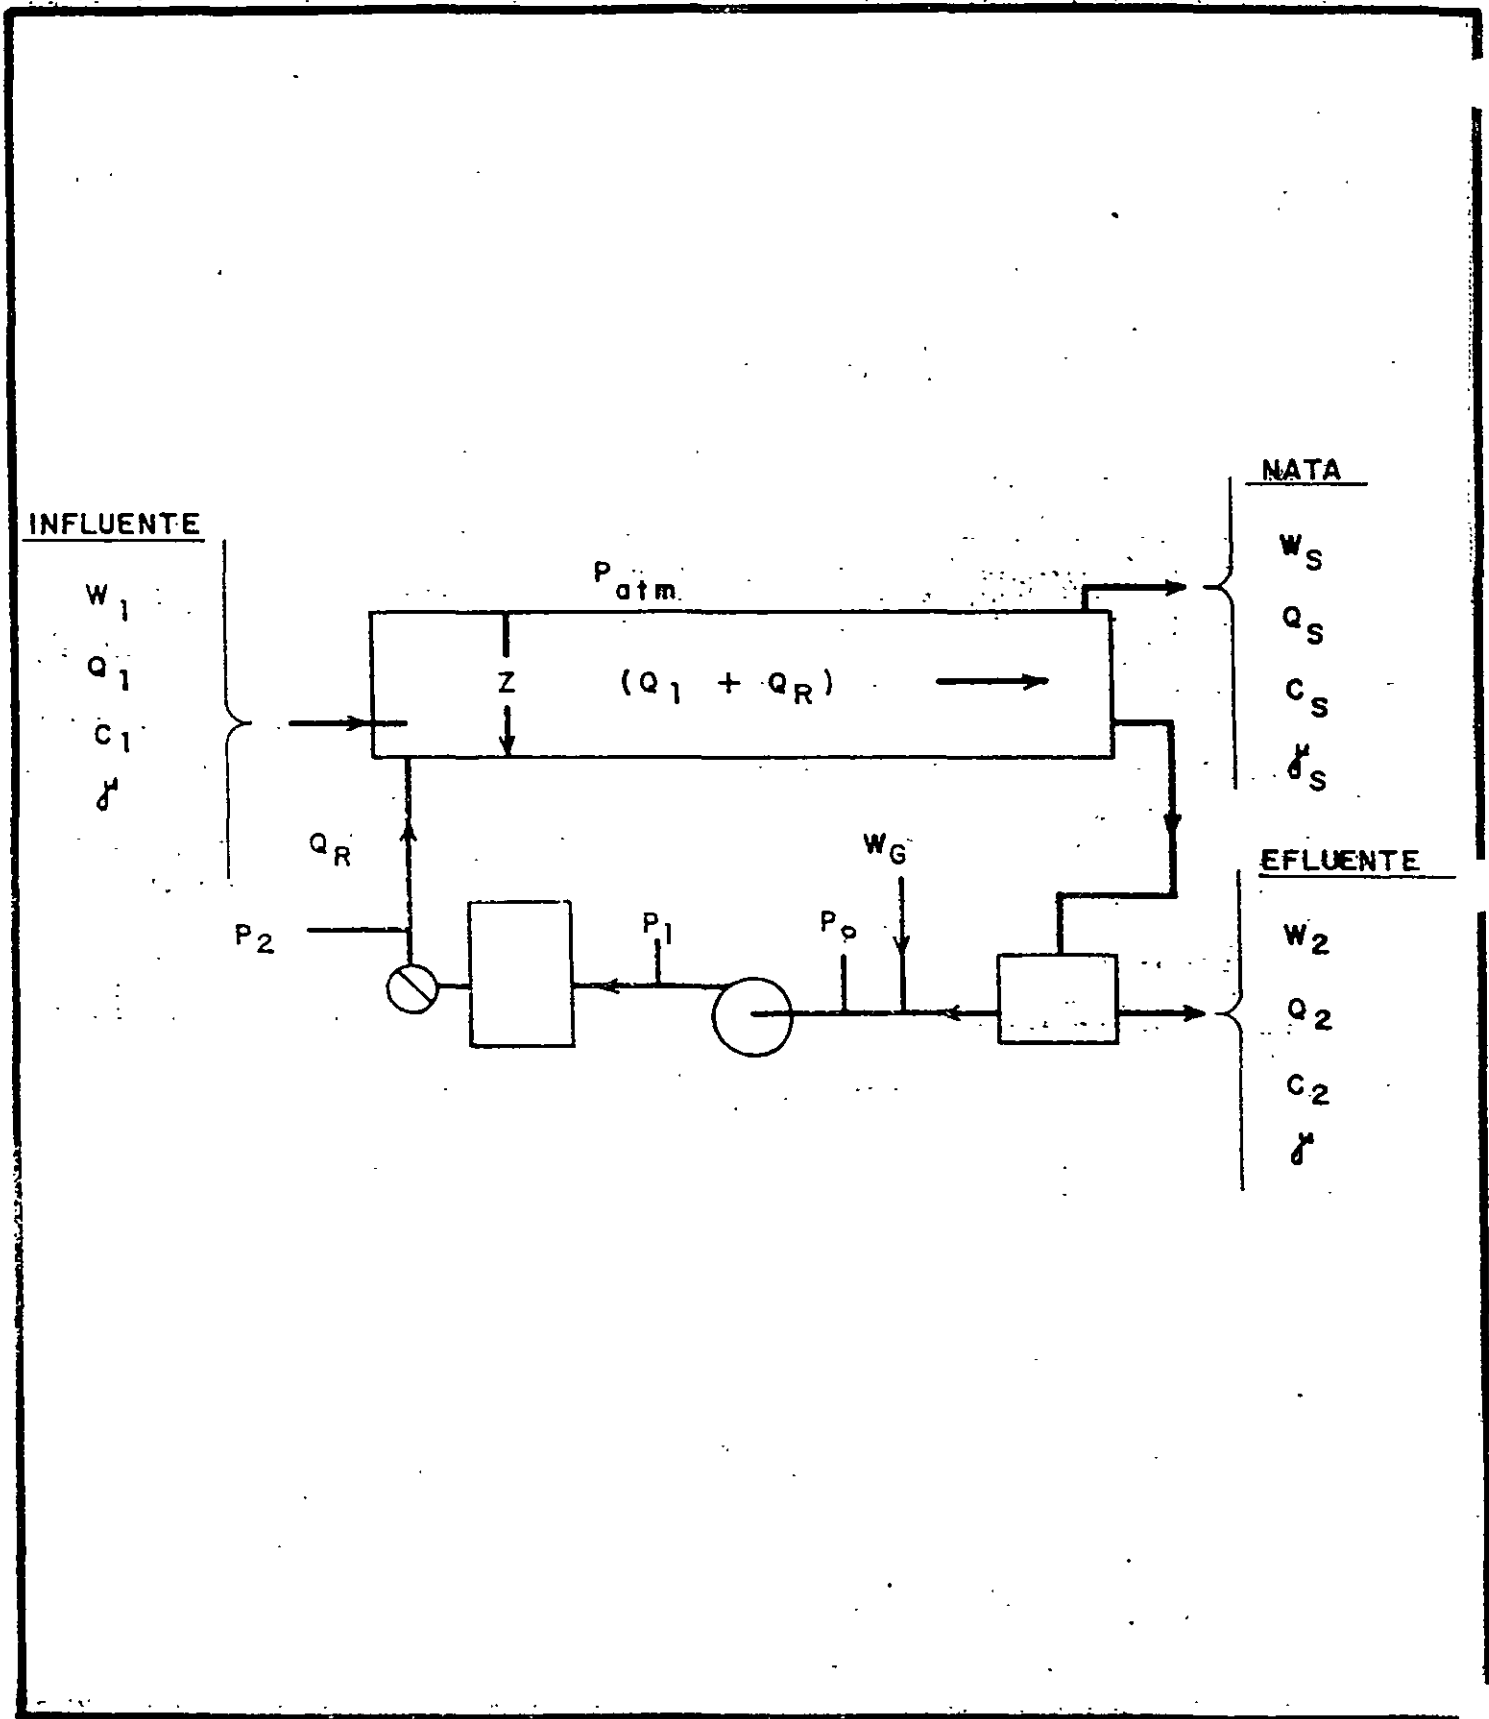 NATA
W_S
Q_S
C_S
γ_S
INFLUENTE
W_1
Q_1
C_1
γ
P_atm
Z
(Q_1 + Q_R)
Q_R
W_G
P_2
P_1
P_o
EFLUENTE
W_2
Q_2
C_2
γ